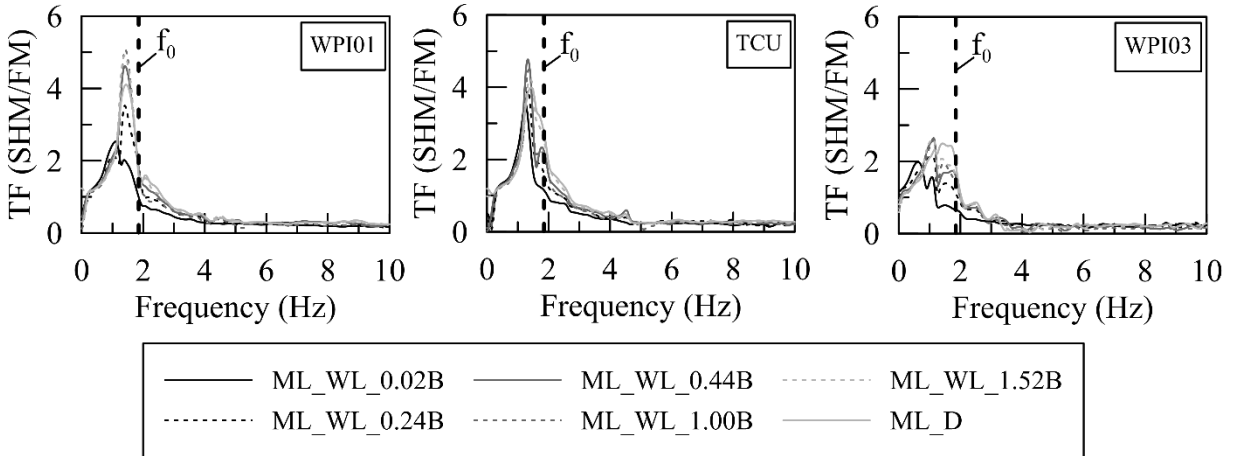 6 WPI01 6 TCU 6 WPI03
f0 f0 f0
TF (SHM/FM) TF (SHM/FM) TF (SHM/FM)
4 4 4
2 2 2
0 0 0
0 2 4 6 8 10 0 2 4 6 8 10 0 2 4 6 8 10
Frequency (Hz) Frequency (Hz) Frequency (Hz)
ML_WL_0.02B ML_WL_0.44B ML_WL_1.52B
ML_WL_0.24B ML_WL_1.00B ML_D